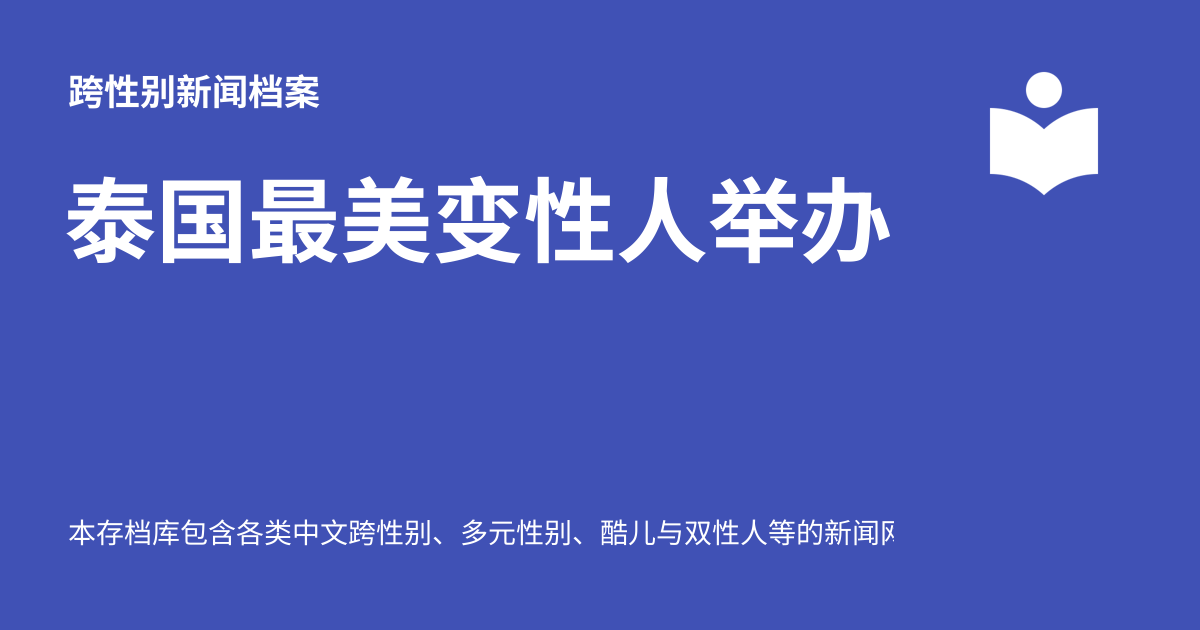 跨性别新闻档案
泰国最美变性人举办
本存档库包含各类中文跨性别、多元性别、酷儿与双性人等的新闻网